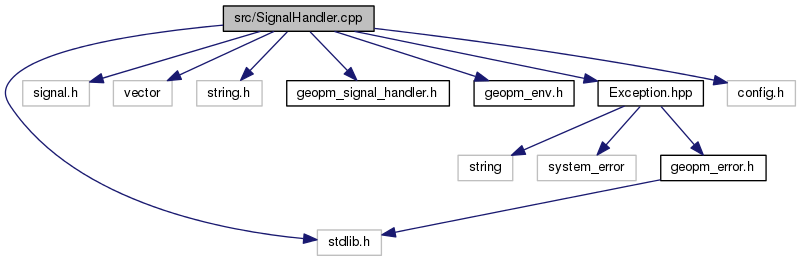 src/SignalHandler.cpp
signal.h
vector
string.h
geopm_signal_handler.h
geopm_env.h
Exception.hpp
config.h
string
system_error
geopm_error.h
stdlib.h